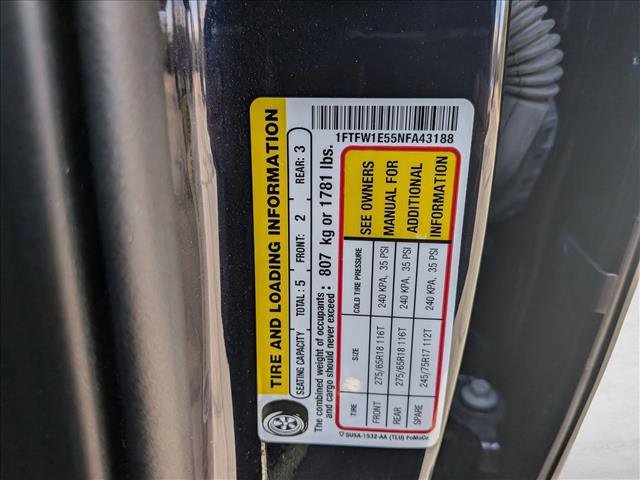 1FTFW1E55NFA43188
TIRE AND LOADING INFORMATION
SEATING CAPACITY TOTAL: 5 FRONT: 2 REAR: 3
The combined weight of occupants
and cargo should never exceed: 807 kg or 1781 lbs.
TIRE SIZE COLD TIRE PRESSURE
FRONT 275/65R18 116T 240 KPA, 35 PSI
REAR 275/65R18 116T 240 KPA, 35 PSI
SPARE 245/75R17 112T 240 KPA, 35 PSI
SEE OWNERS
MANUAL FOR
ADDITIONAL
INFORMATION
5U5A-1532-AA (TLU) FoMoCo